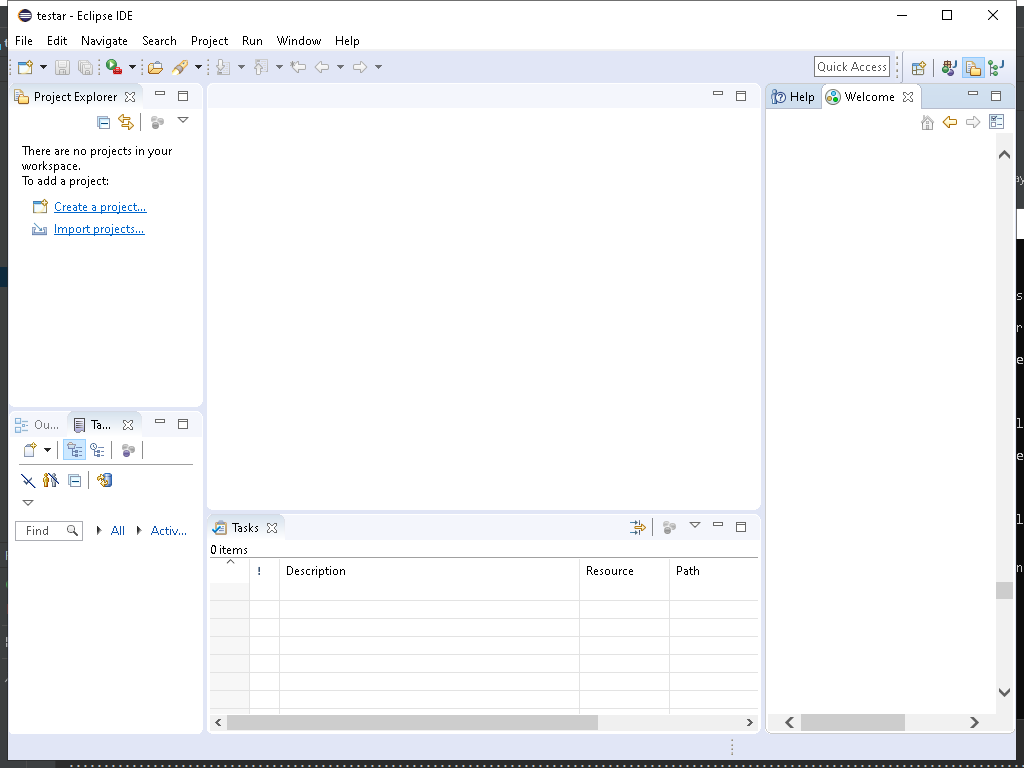 testar - Eclipse IDE
File Edit Navigate Search Project Run Window Help
Quick Access
Project Explorer
There are no projects in your
workspace.
To add a project:
Create a project...
Import projects...
Ou...
Ta...
Find
All
Activ...
Tasks
0 items
! Description Resource Path
Help
Welcome